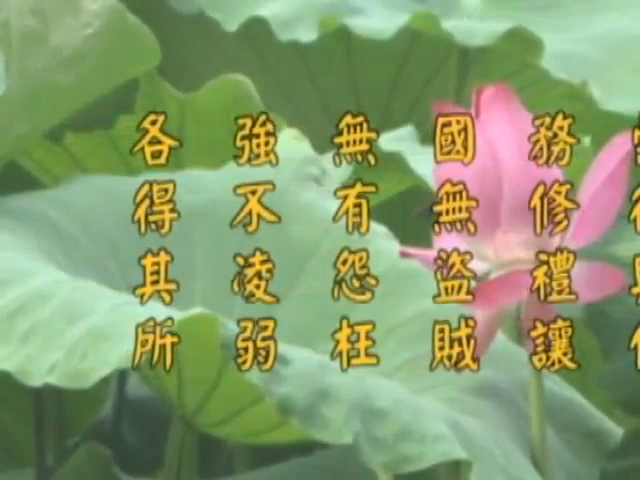 務修禮讓
國無盜賊
無有怨枉
強不凌弱
各得其所